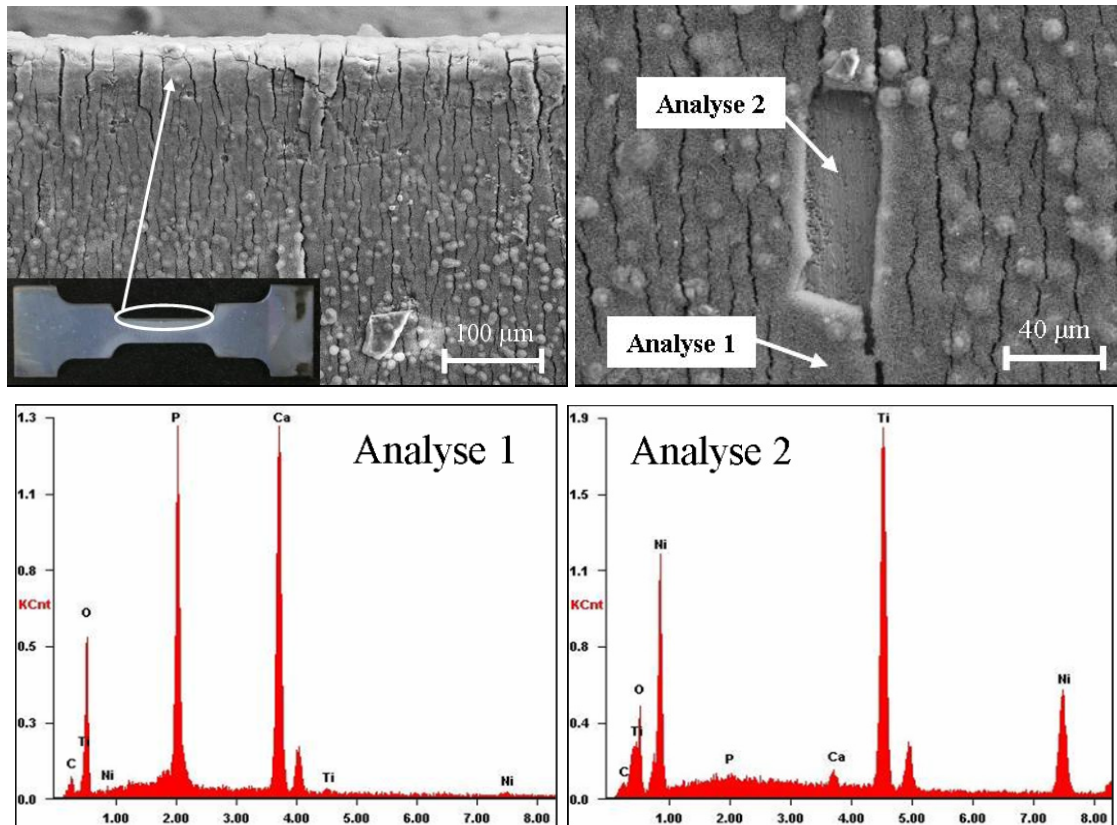 100 µm
Analyse 2
Analyse 1
40 µm
Analyse 1
1.3
1.1
0.8
KCnt
0.5
0.3
0.0
P
Ca
O
Ti
C
Ni
Ti
Ni
1.00 2.00 3.00 4.00 5.00 6.00 7.00 8.00
Analyse 2
1.9
1.5
1.1
KCnt
0.8
0.4
0.0
Ti
Ni
Ni
O
Ti
C
P
Ca
1.00 2.00 3.00 4.00 5.00 6.00 7.00 8.00